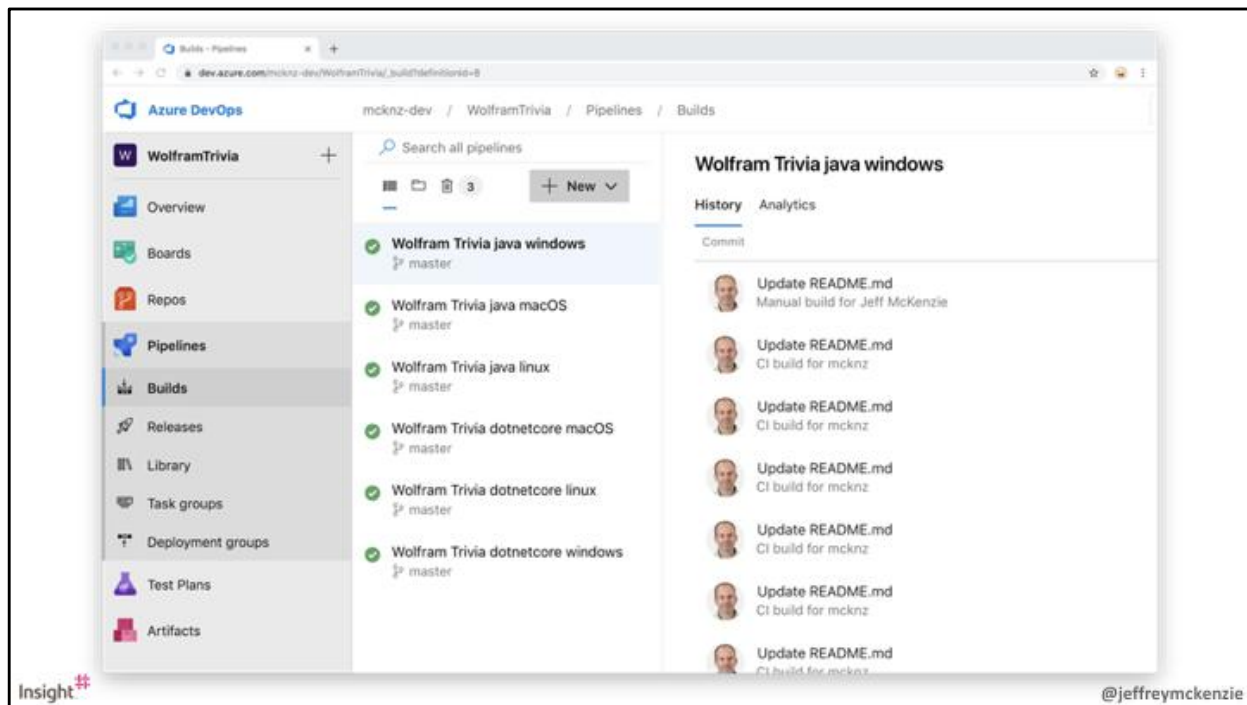 Builds - Pipelines
dev.azure.com/mcknz-dev/WolframTrivia/_build?definitionId=8
Azure DevOps
mcknz-dev / WolframTrivia / Pipelines / Builds
W WolframTrivia
Overview
Boards
Repos
Pipelines
Builds
Releases
Library
Task groups
Deployment groups
Test Plans
Artifacts
Search all pipelines
3
+ New
Wolfram Trivia java windows
master
Wolfram Trivia java macOS
master
Wolfram Trivia java linux
master
Wolfram Trivia dotnetcore macOS
master
Wolfram Trivia dotnetcore linux
master
Wolfram Trivia dotnetcore windows
master
Wolfram Trivia java windows
History Analytics
Commit
Update README.md
Manual build for Jeff McKenzie
Update README.md
CI build for mcknz
Update README.md
CI build for mcknz
Update README.md
CI build for mcknz
Update README.md
CI build for mcknz
Update README.md
CI build for mcknz
Update README.md
CI build for mcknz
Insight
@jeffreymckenzie